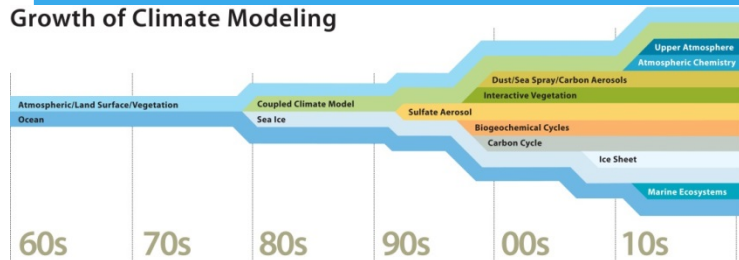 Growth of Climate Modeling
Upper Atmosphere
Atmospheric Chemistry
Dust/Sea Spray/Carbon Aerosols
Interactive Vegetation
Atmospheric/Land Surface/Vegetation
Coupled Climate Model
Sulfate Aerosol
Ocean
Sea Ice
Biogeochemical Cycles
Carbon Cycle
Ice Sheet
Marine Ecosystems
60s
70s
80s
90s
00s
10s